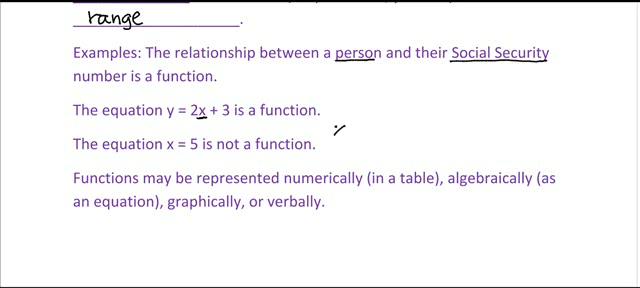 range.
Examples: The relationship between a person and their Social Security
number is a function.
The equation y = 2x + 3 is a function.
The equation x = 5 is not a function.
Functions may be represented numerically (in a table), algebraically (as
an equation), graphically, or verbally.